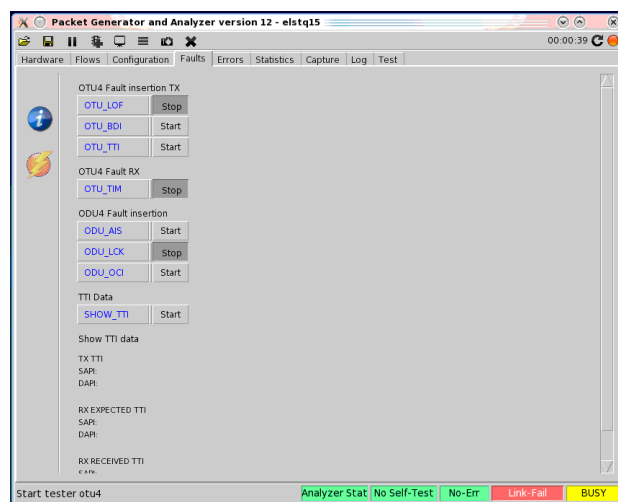 Packet Generator and Analyzer version 12 - elstq15
00:00:39
Hardware Flows Configuration Faults Errors Statistics Capture Log Test
OTU4 Fault insertion TX
OTU_LOF Stop
OTU_BDI Start
OTU_TTI Start
OTU4 Fault RX
OTU_TIM Stop
ODU4 Fault insertion
ODU_AIS Start
ODU_LCK Stop
ODU_OCI Start
TTI Data
SHOW_TTI Start
Show TTI data
TX TTI
SAPI:
DAPI:
RX EXPECTED TTI
SAPI:
DAPI:
RX RECEIVED TTI
SAPI:
Start tester otu4 Analyzer Stat No Self-Test No-Err Link-Fail BUSY